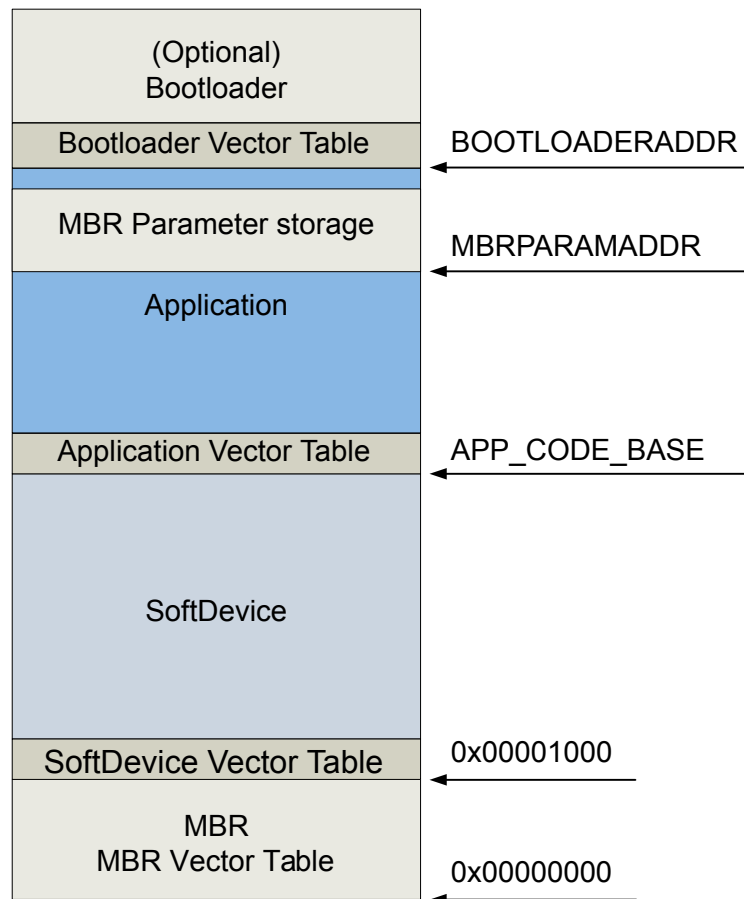 (Optional)
Bootloader
Bootloader Vector Table
BOOTLOADERADDR
MBR Parameter storage
MBRPARAMADDR
Application
Application Vector Table
APP_CODE_BASE
SoftDevice
SoftDevice Vector Table
0x00001000
MBR
MBR Vector Table
0x00000000